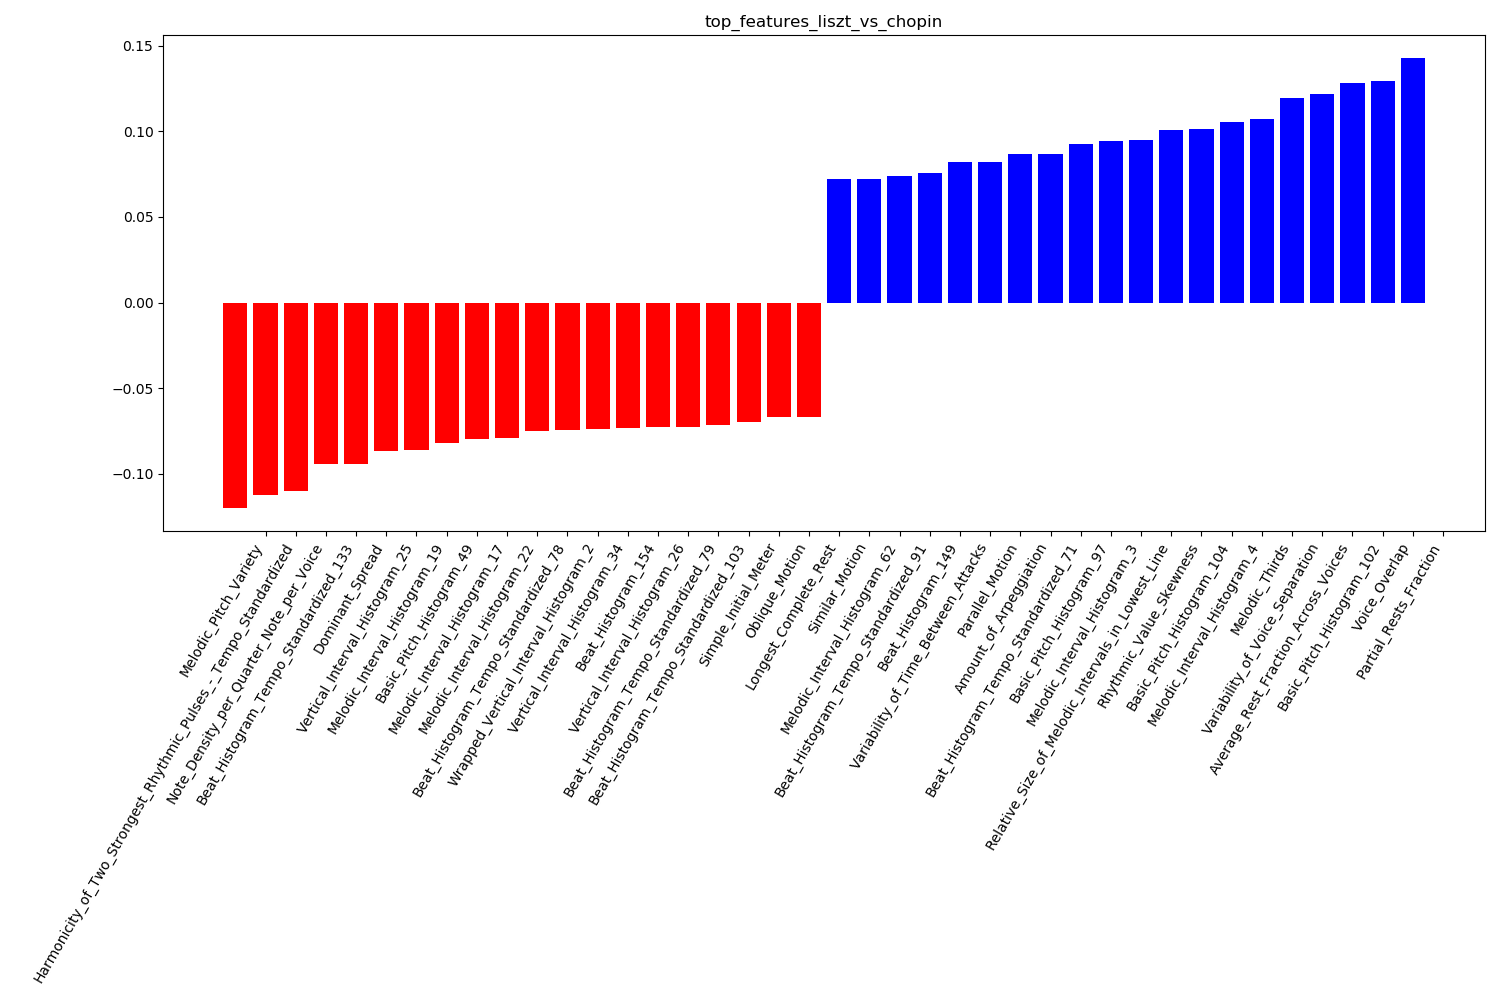 top_features_liszt_vs_chopin
0.15
0.10
0.05
0.00
−0.05
−0.10
Melodic_Pitch_Variety
Harmonicity_of_Two_Strongest_Rhythmic_Pulses_-_Tempo_Standardized
Note_Density_per_Quarter_Note_per_Voice
Beat_Histogram_Tempo_Standardized_133
Dominant_Spread
Vertical_Interval_Histogram_25
Melodic_Interval_Histogram_19
Basic_Pitch_Histogram_49
Melodic_Interval_Histogram_17
Melodic_Interval_Histogram_22
Beat_Histogram_Tempo_Standardized_78
Wrapped_Vertical_Interval_Histogram_2
Vertical_Interval_Histogram_34
Beat_Histogram_154
Vertical_Interval_Histogram_26
Beat_Histogram_Tempo_Standardized_79
Beat_Histogram_Tempo_Standardized_103
Simple_Initial_Meter
Oblique_Motion
Longest_Complete_Rest
Similar_Motion
Melodic_Interval_Histogram_62
Beat_Histogram_Tempo_Standardized_91
Beat_Histogram_149
Variability_of_Time_Between_Attacks
Parallel_Motion
Amount_of_Arpeggiation
Beat_Histogram_Tempo_Standardized_71
Basic_Pitch_Histogram_97
Melodic_Interval_Histogram_3
Relative_Size_of_Melodic_Intervals_in_Lowest_Line
Rhythmic_Value_Skewness
Basic_Pitch_Histogram_104
Melodic_Interval_Histogram_4
Melodic_Thirds
Variability_of_Voice_Separation
Average_Rest_Fraction_Across_Voices
Basic_Pitch_Histogram_102
Voice_Overlap
Partial_Rests_Fraction